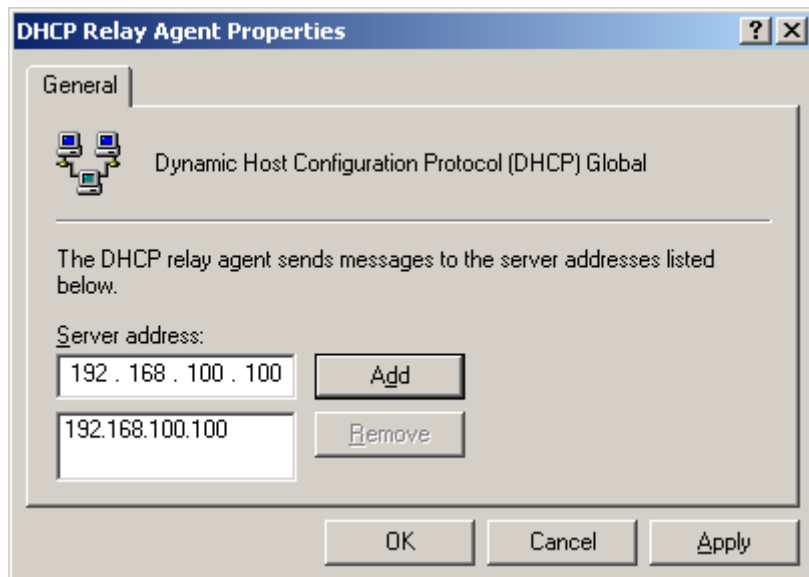 DHCP Relay Agent Properties
General
Dynamic Host Configuration Protocol (DHCP) Global
The DHCP relay agent sends messages to the server addresses listed
below.
Server address:
192 . 168 . 100 . 100
Add
192.168.100.100
Remove
OK
Cancel
Apply